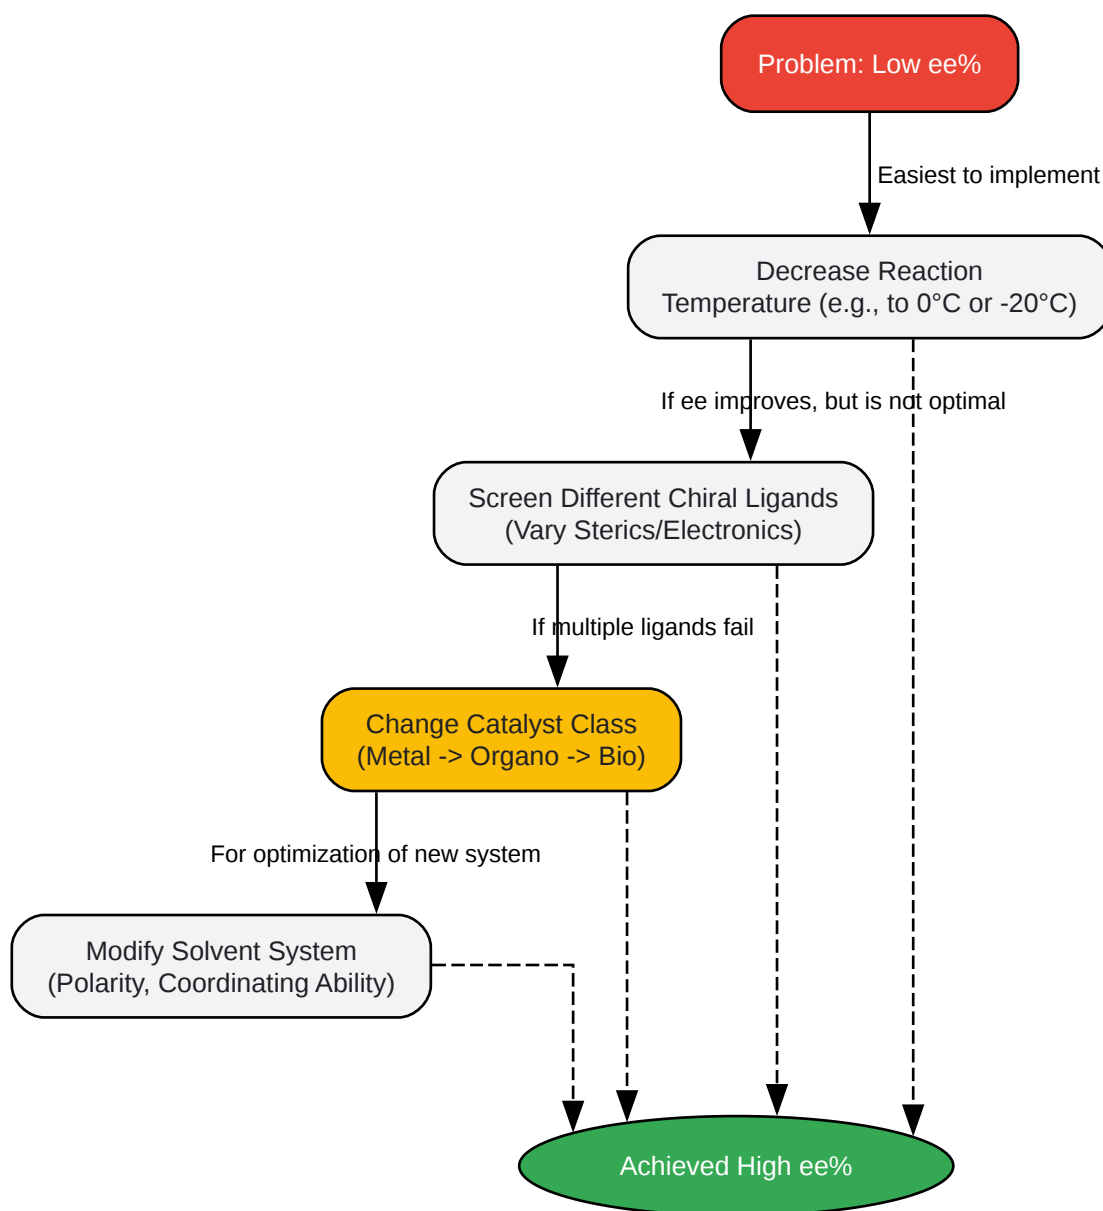 Problem: Low ee%
Easiest to implement
Decrease Reaction
Temperature (e.g., to 0°C or -20°C)
If ee improves, but is not optimal
Screen Different Chiral Ligands
(Vary Sterics/Electronics)
If multiple ligands fail
Change Catalyst Class
(Metal -> Organo -> Bio)
For optimization of new system
Modify Solvent System
(Polarity, Coordinating Ability)
Achieved High ee%